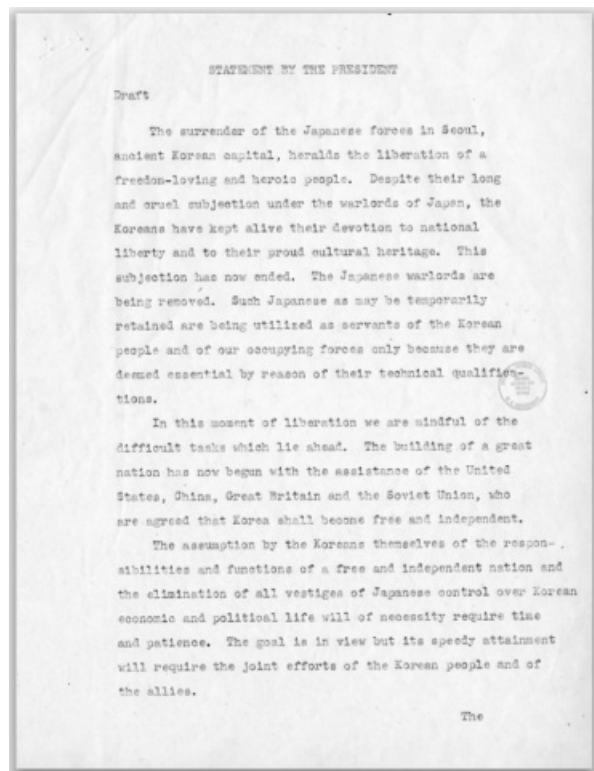 STATEMENT BY THE PRESIDENT
Draft
The surrender of the Japanese forces in Seoul,
ancient Korean capital, heralds the liberation of a
freedom-loving and heroic people. Despite their long
and cruel subjection under the warlords of Japan, the
Koreans have kept alive their devotion to national
liberty and to their proud cultural heritage. This
subjection has now ended. The Japanese warlords are
being removed. Such Japanese as may be temporarily
retained are being utilized as servants of the Korean
people and of our occupying forces only because they are
deemed essential by reason of their technical qualifica-
tions.
In this moment of liberation we are mindful of the
difficult tasks which lie ahead. The building of a great
nation has now begun with the assistance of the United
States, China, Great Britain and the Soviet Union, who
are agreed that Korea shall become free and independent.
The assumption by the Koreans themselves of the respon-
sibilities and functions of a free and independent nation and
the elimination of all vestiges of Japanese control over Korean
economic and political life will of necessity require time
and patience. The goal is in view but its speedy attainment
will require the joint efforts of the Korean people and of
the allies.
The